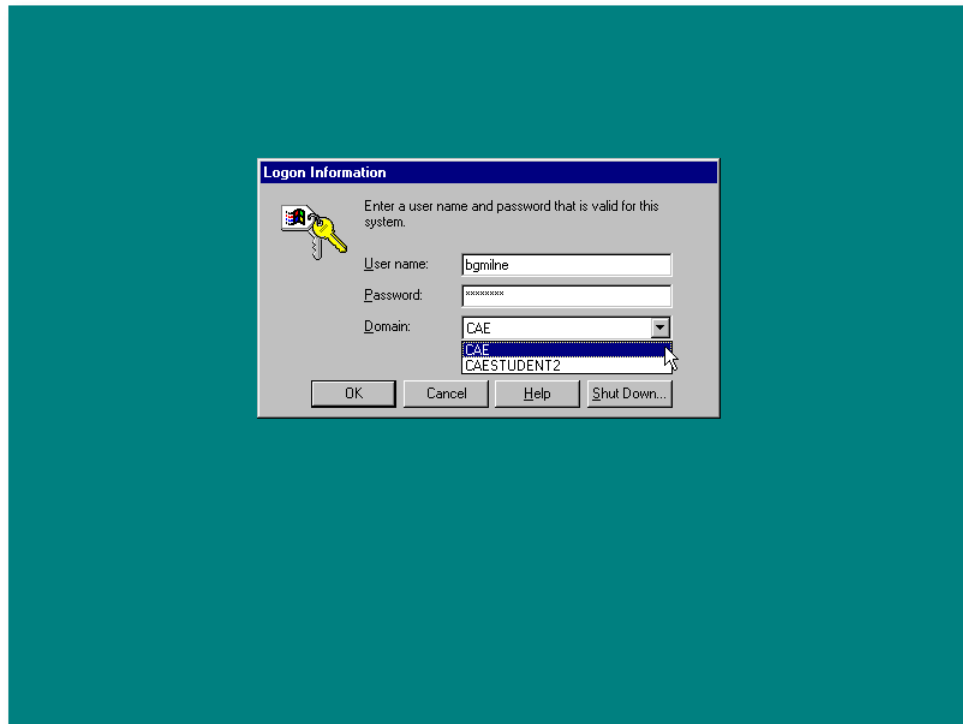 Logon Information
Enter a user name and password that is valid for this
system.
User name: bgmilne
Password: ********
Domain: CAE
CAE
CAESTUDENT2
OK Cancel Help Shut Down...